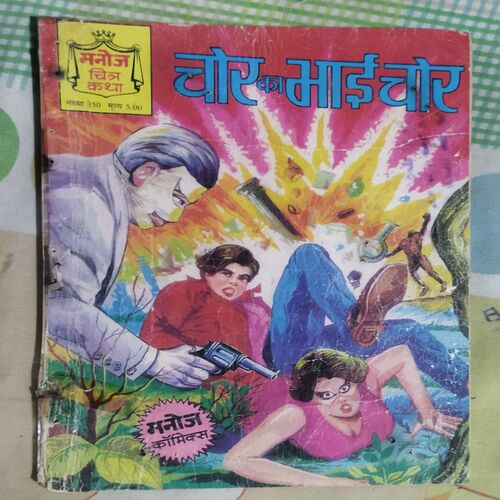 मनोज
चित्र
कथा
संख्या 350 मूल्य 5.00
चोर का भाई चोर
मनोज
कॉमिक्स